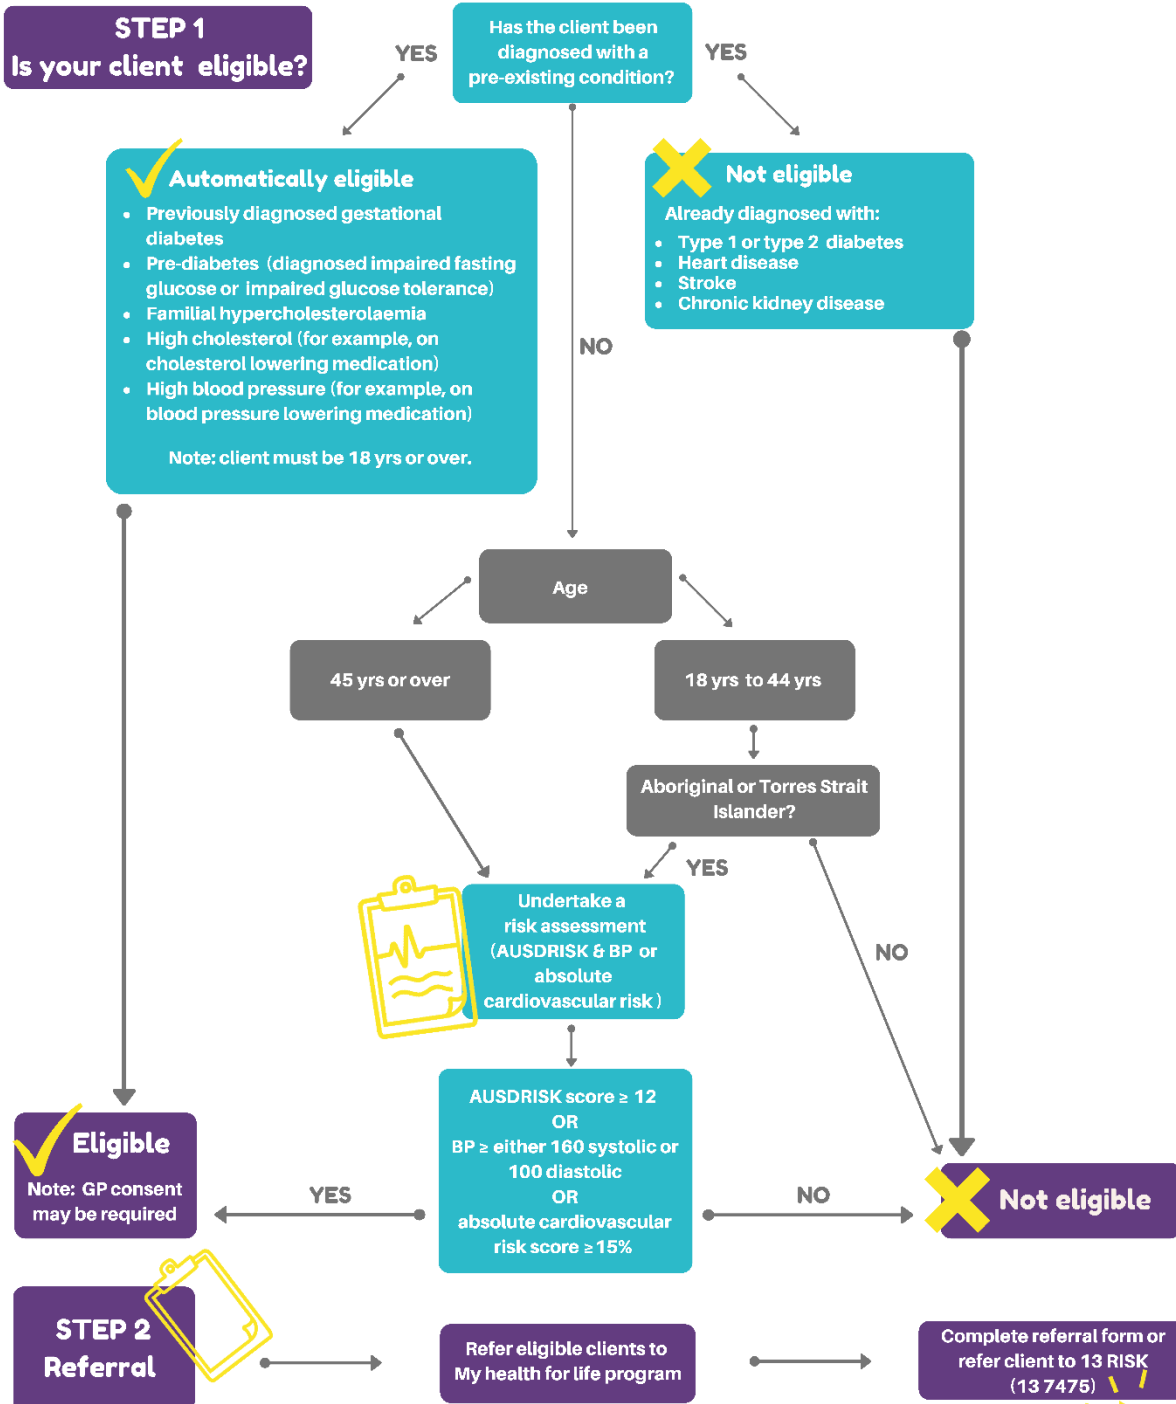 STEP 1
Is your client eligible?
Has the client been
diagnosed with a
pre-existing condition?
YES
YES
Automatically eligible
• Previously diagnosed gestational
diabetes
• Pre-diabetes (diagnosed impaired fasting
glucose or impaired glucose tolerance)
• Familial hypercholesterolaemia
• High cholesterol (for example, on
cholesterol lowering medication)
• High blood pressure (for example, on
blood pressure lowering medication)
Note: client must be 18 yrs or over.
Not eligible
Already diagnosed with:
• Type 1 or type 2 diabetes
• Heart disease
• Stroke
• Chronic kidney disease
NO
Age
45 yrs or over
18 yrs to 44 yrs
Aboriginal or Torres Strait
Islander?
YES
NO
Undertake a
risk assessment
(AUSDRISK & BP or
absolute
cardiovascular risk )
AUSDRISK score ≥ 12
OR
BP ≥ either 160 systolic or
100 diastolic
OR
absolute cardiovascular
risk score ≥ 15%
YES
NO
Eligible
Note: GP consent
may be required
Not eligible
STEP 2
Referral
Refer eligible clients to
My health for life program
Complete referral form or
refer client to 13 RISK
(13 7475)